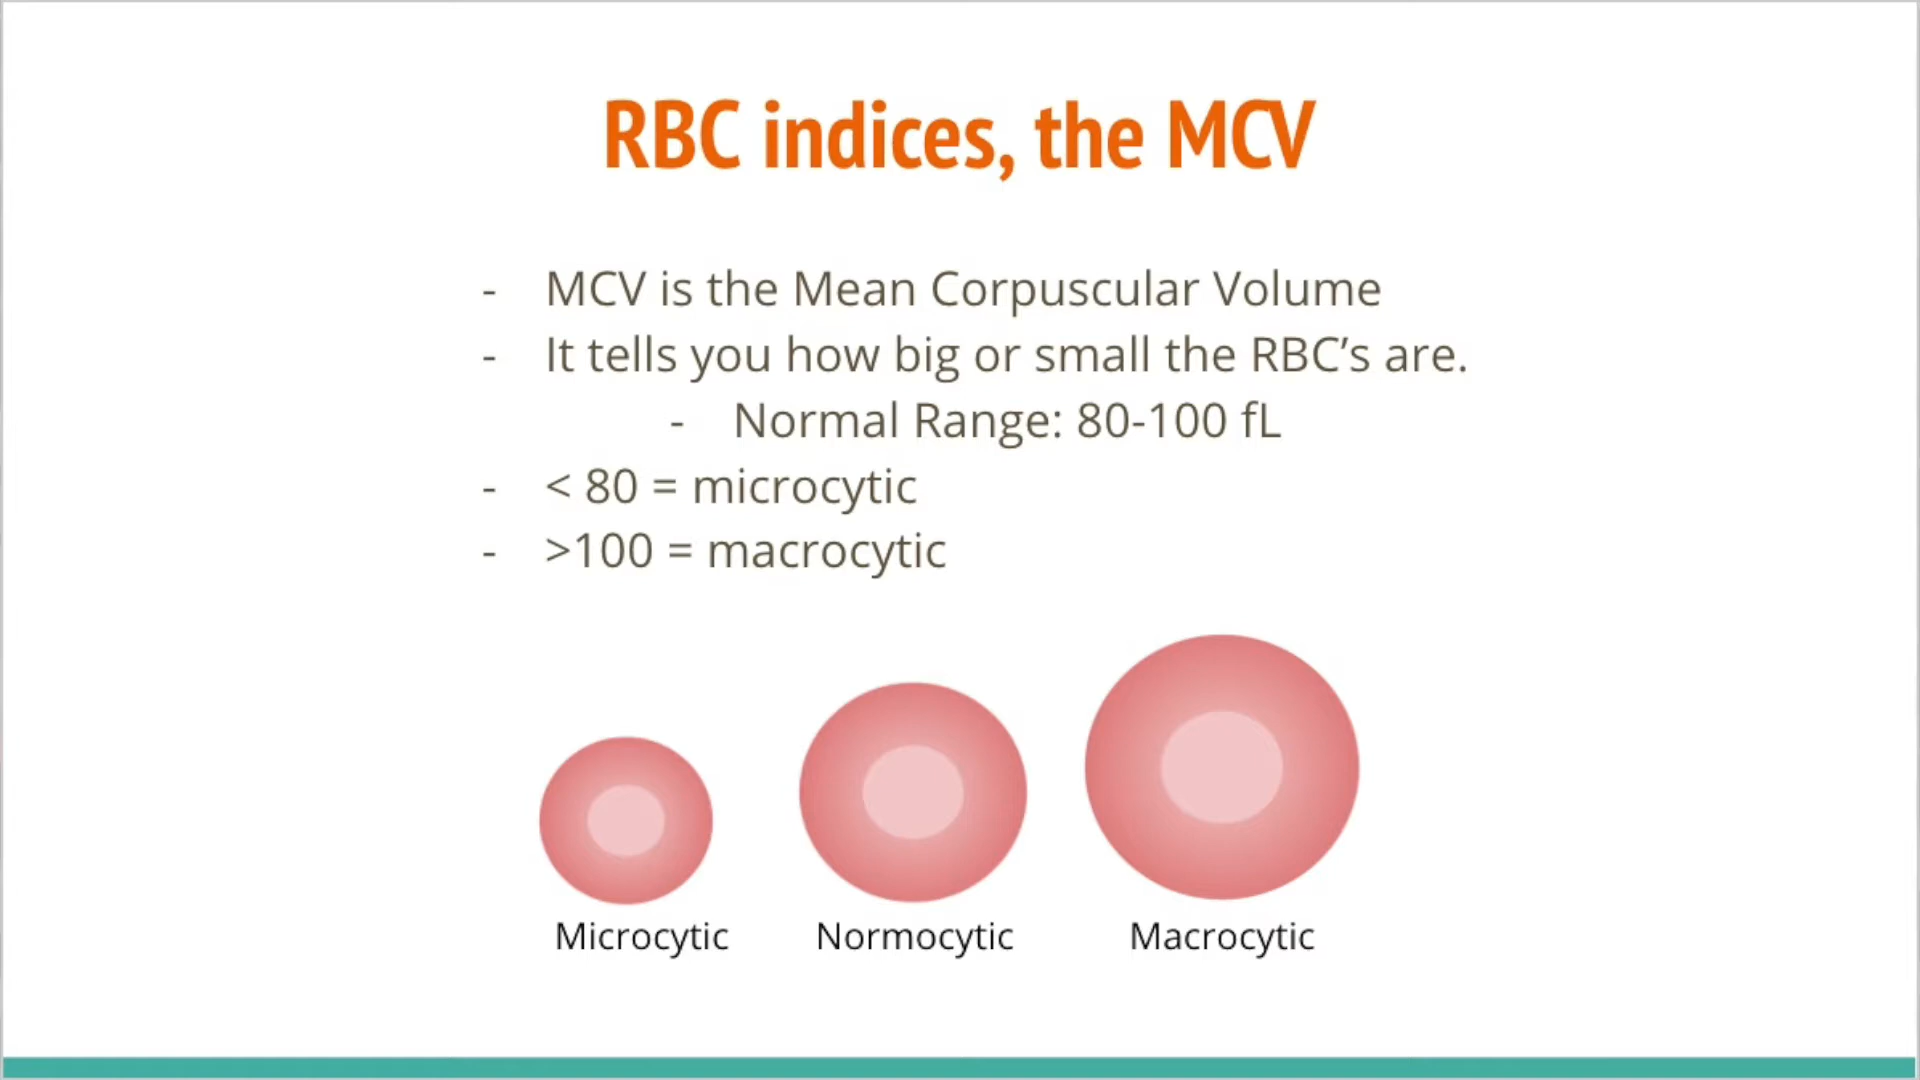 RBC indices, the MCV
- MCV is the Mean Corpuscular Volume
- It tells you how big or small the RBC’s are.
- Normal Range: 80-100 fL
- < 80 = microcytic
- >100 = macrocytic
Microcytic Normocytic Macrocytic